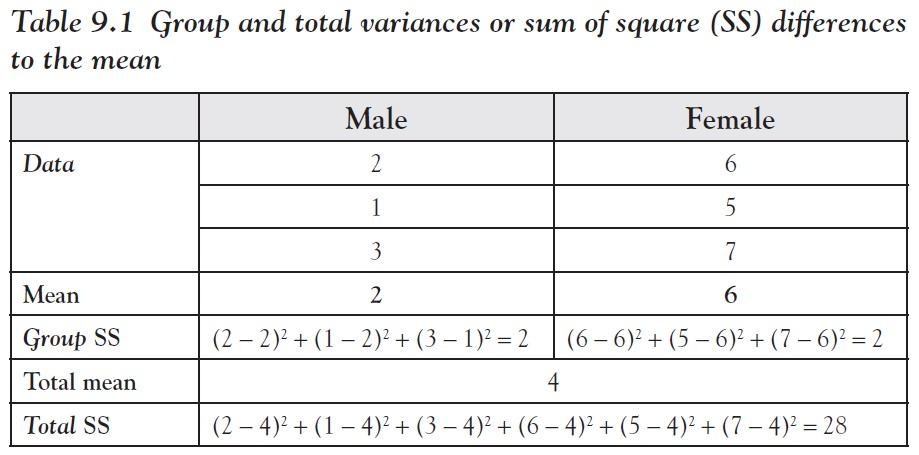 Table 9.1 Group and total variances or sum of square (SS) differences
to the mean
Male Female
Data 2 6
1 5
3 7
Mean 2 6
Group SS (2 – 2)² + (1 – 2)² + (3 – 1)² = 2 (6 – 6)² + (5 – 6)² + (7 – 6)² = 2
Total mean 4
Total SS (2 – 4)² + (1 – 4)² + (3 – 4)² + (6 – 4)² + (5 – 4)² + (7 – 4)² = 28